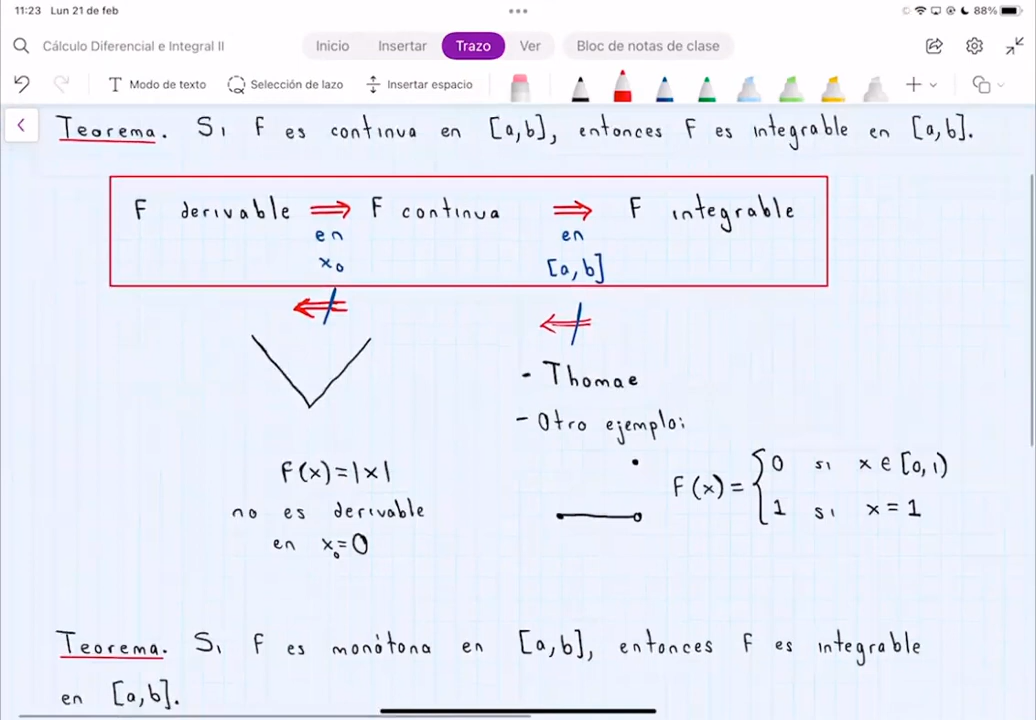 11:23 Lun 21 de feb
88%
Cálculo Diferencial e Integral II
Inicio Insertar Trazo Ver Bloc de notas de clase
Modo de texto Selección de lazo Insertar espacio
Teorema. Si f es continua en [a,b], entonces f es integrable en [a,b].
f derivable ⇒ f continua ⇒ f integrable
en en
x₀ [a,b]
⇍ ⇍
- Thomae
- Otro ejemplo:
f(x) = { 0 si x ∈ [0,1)
1 si x = 1
f(x)=|x|
no es derivable
en x₀=0
Teorema. Si f es monótona en [a,b], entonces f es integrable
en [a,b].